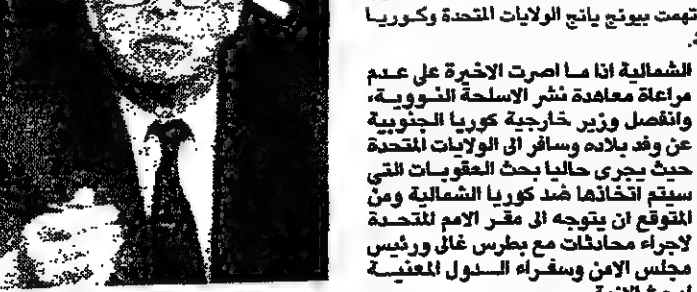 تهمت بيونج يانج الولايات المتحدة وكوريا
الشمالية اذا ما اصرت الاخيرة على عدم
مراعاة معاهدة نشر الاسلحة النووية،
وانفصل وزير خارجية كوريا الجنوبية
عن وفد بلاده وسافر الى الولايات المتحدة
حيث يجرى حاليا بحث العقوبات التى
سيتم اتخاذها ضد كوريا الشمالية ومن
المتوقع ان يتوجه الى مقر الامم المتحدة
لاجراء محادثات مع بطرس غالى ورئيس
مجلس الامن وسفراء الدول المعنية